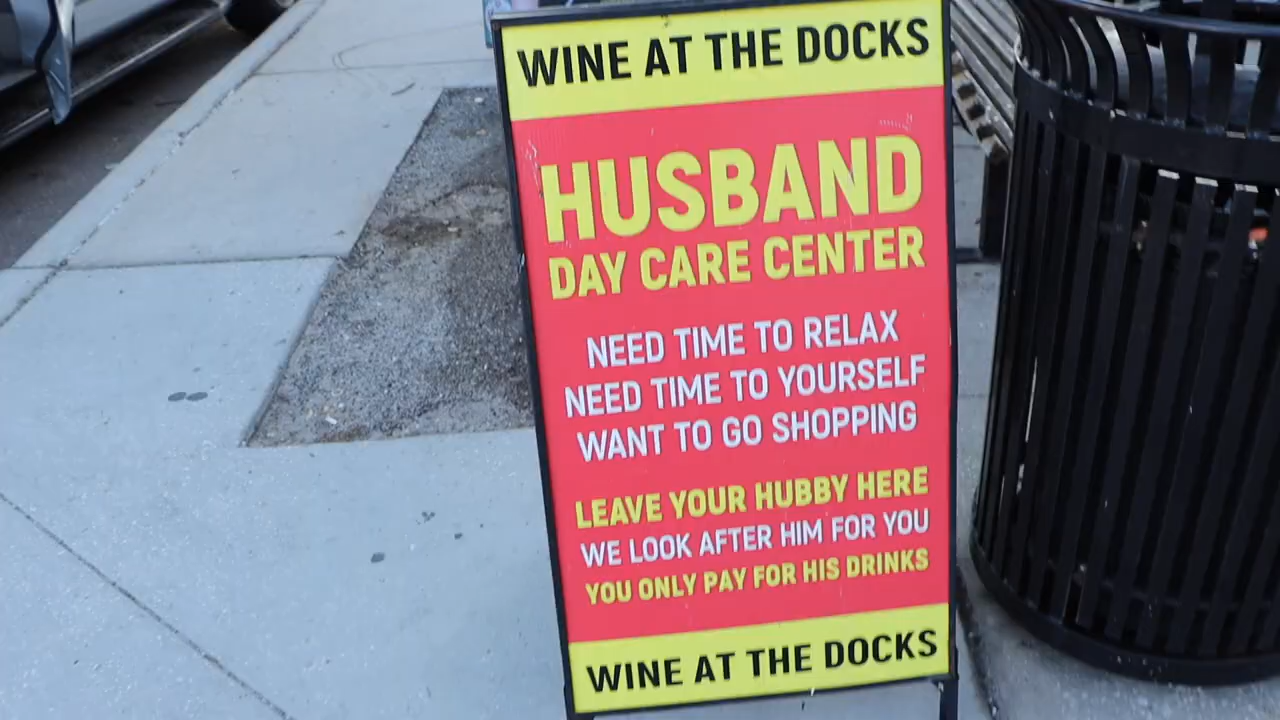 WINE AT THE DOCKS
HUSBAND
DAY CARE CENTER
NEED TIME TO RELAX
NEED TIME TO YOURSELF
WANT TO GO SHOPPING
LEAVE YOUR HUBBY HERE
WE LOOK AFTER HIM FOR YOU
YOU ONLY PAY FOR HIS DRINKS
WINE AT THE DOCKS